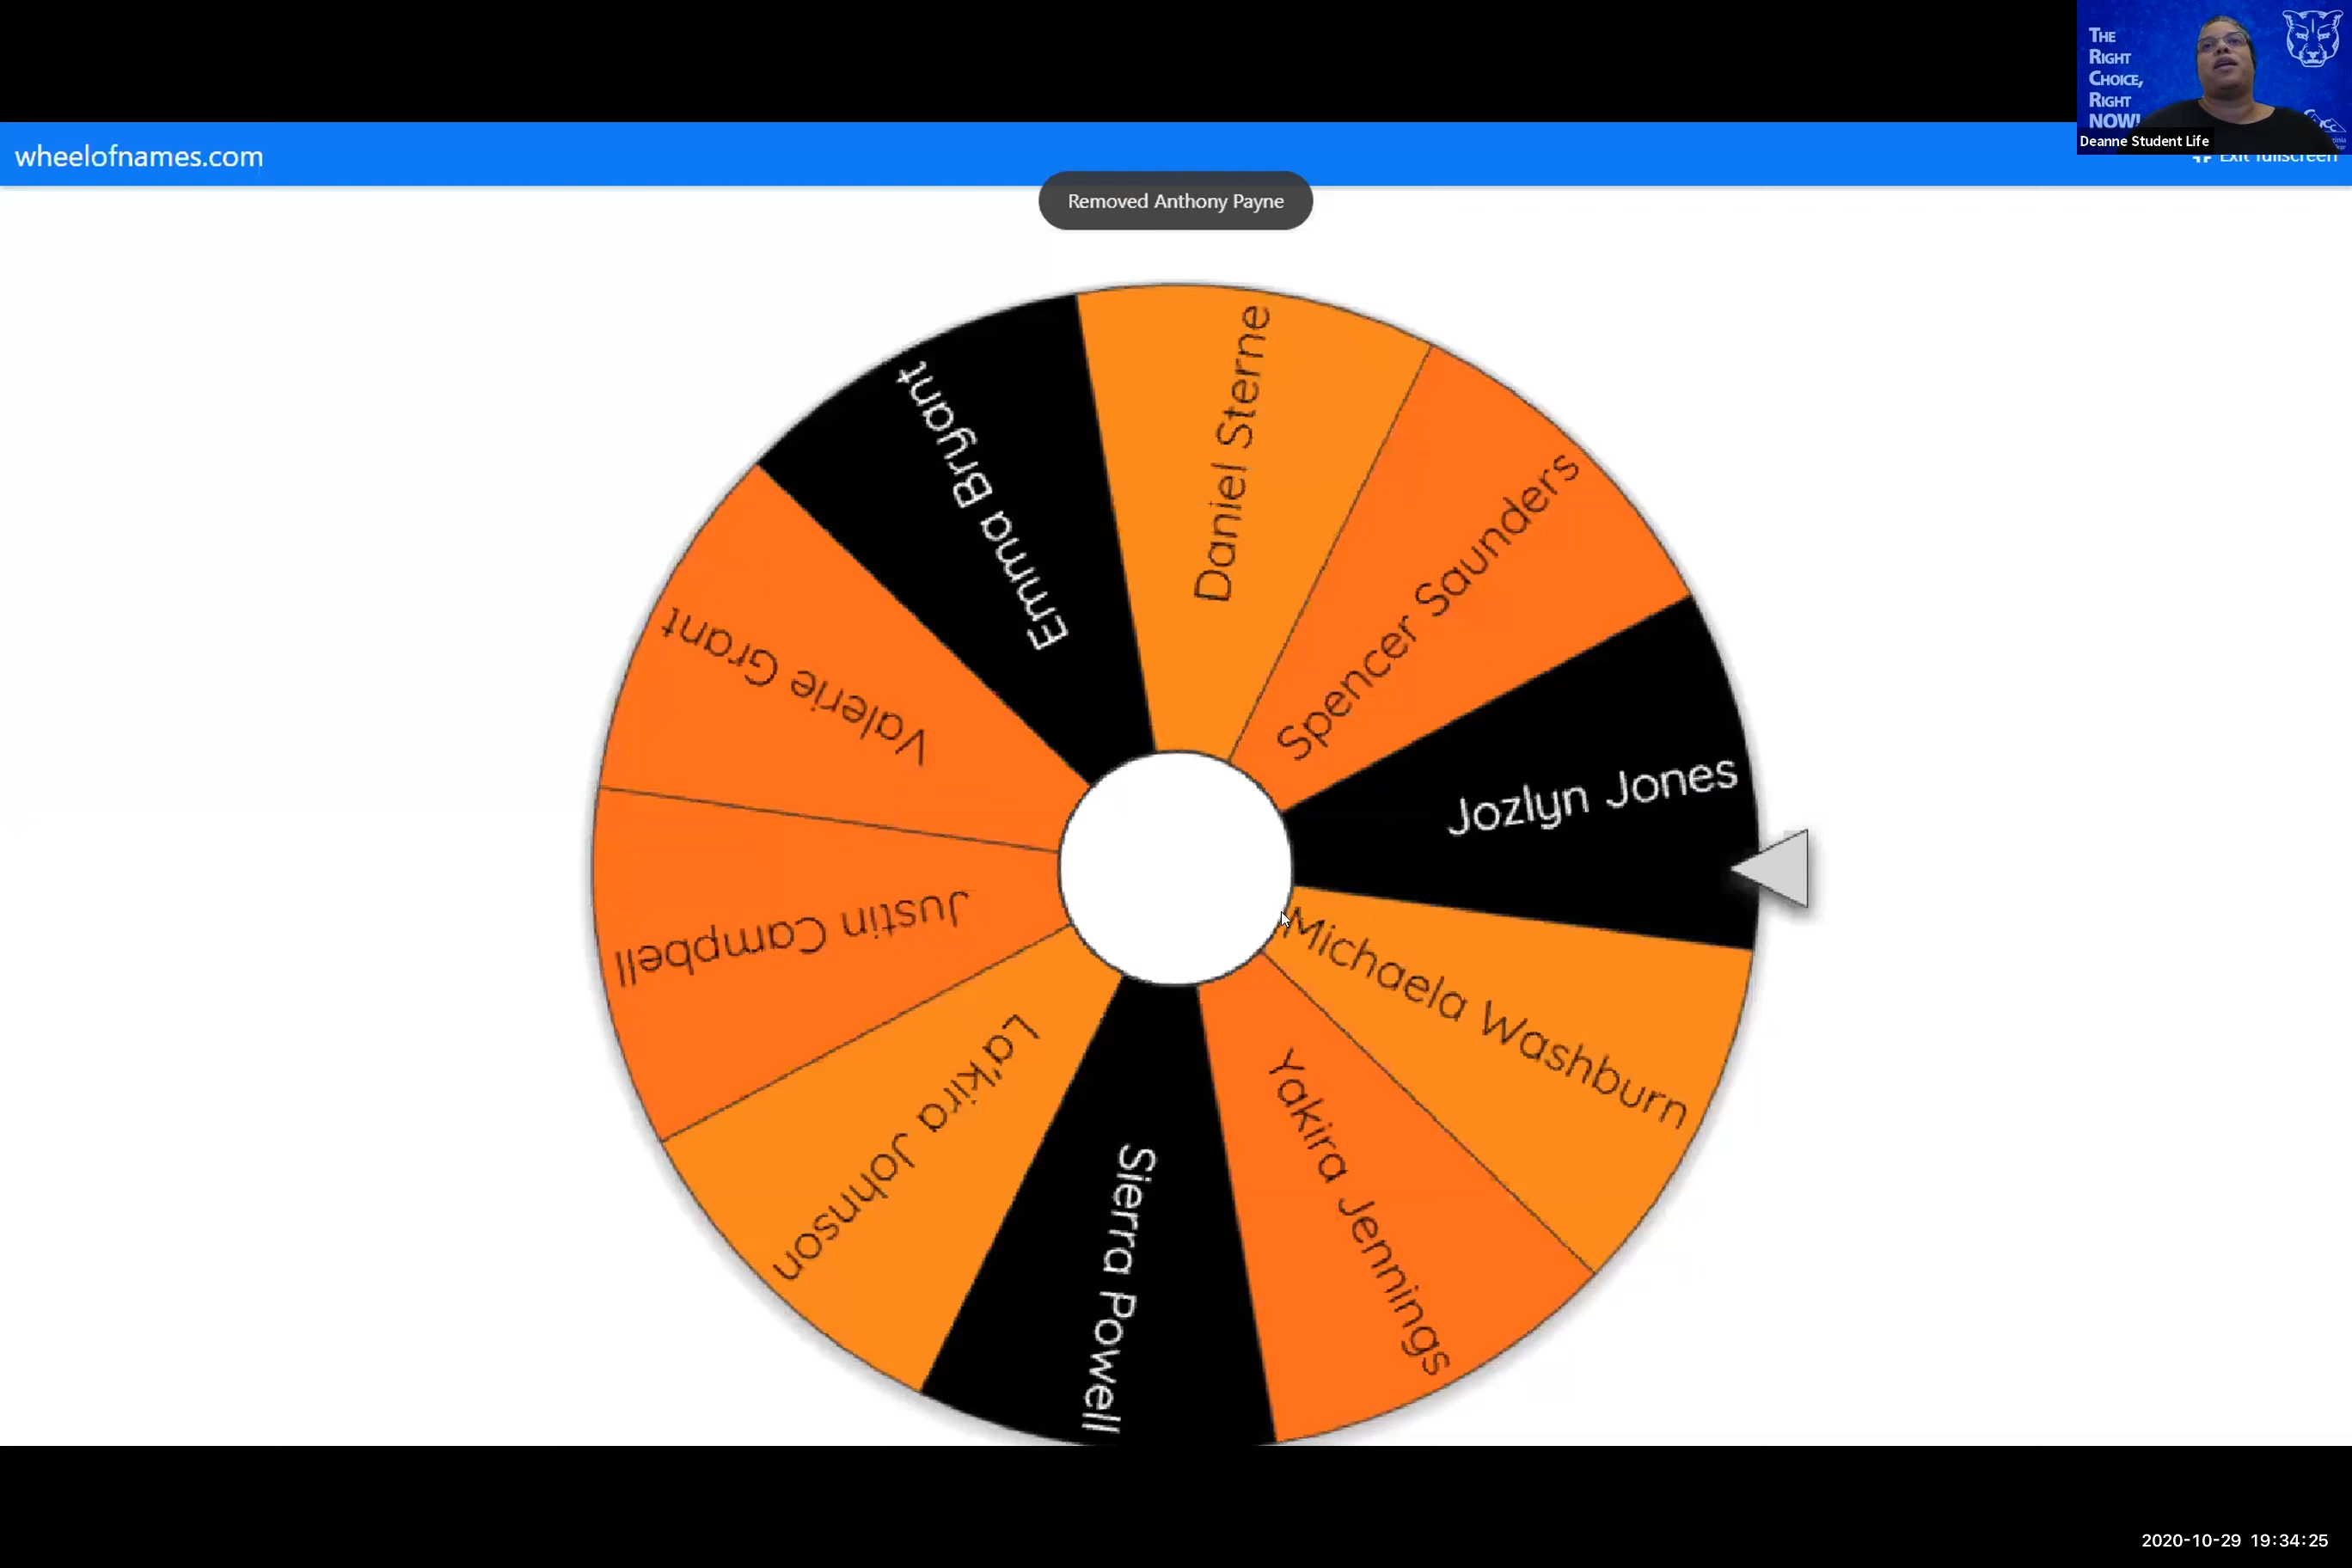 THE
RIGHT
CHOICE,
RIGHT
NOW!
Deanne Student Life
wheelofnames.com
Exit fullscreen
Removed Anthony Payne
Daniel Sterne
Spencer Saunders
Jozlyn Jones
Michaela Washburn
Yakira Jennings
Sierra Powell
La'kira Johnson
Justin Campbell
Valerie Grant
Emma Bryant
2020-10-29 19:34:25